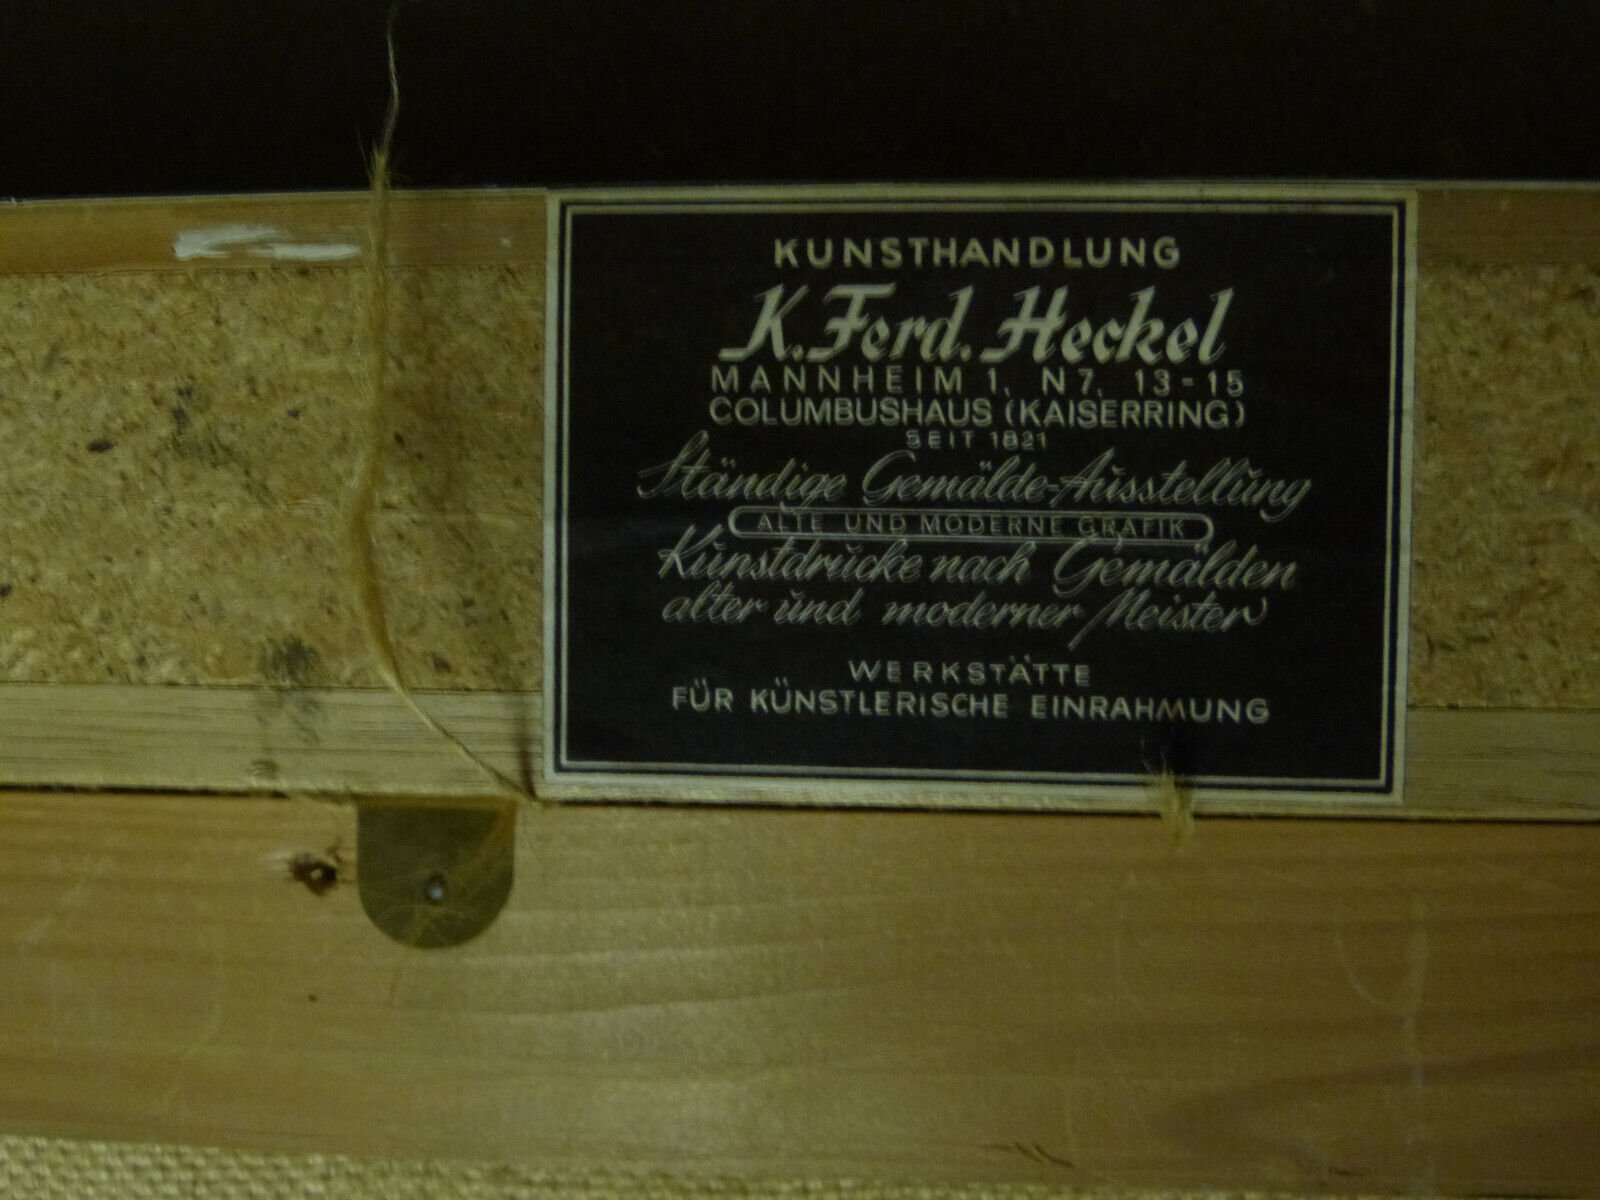 KUNSTHANDLUNG
K. Ferd. Heckel
MANNHEIM 1, N7, 13-15
COLUMBUSHAUS (KAISERRING)
SEIT 1821
Ständige Gemälde-Ausstellung
ALTE UND MODERNE GRAFIK
Kunstdrucke nach Gemälden
alter und moderner Meister
WERKSTÄTTE
FÜR KÜNSTLERISCHE EINRAHMUNG